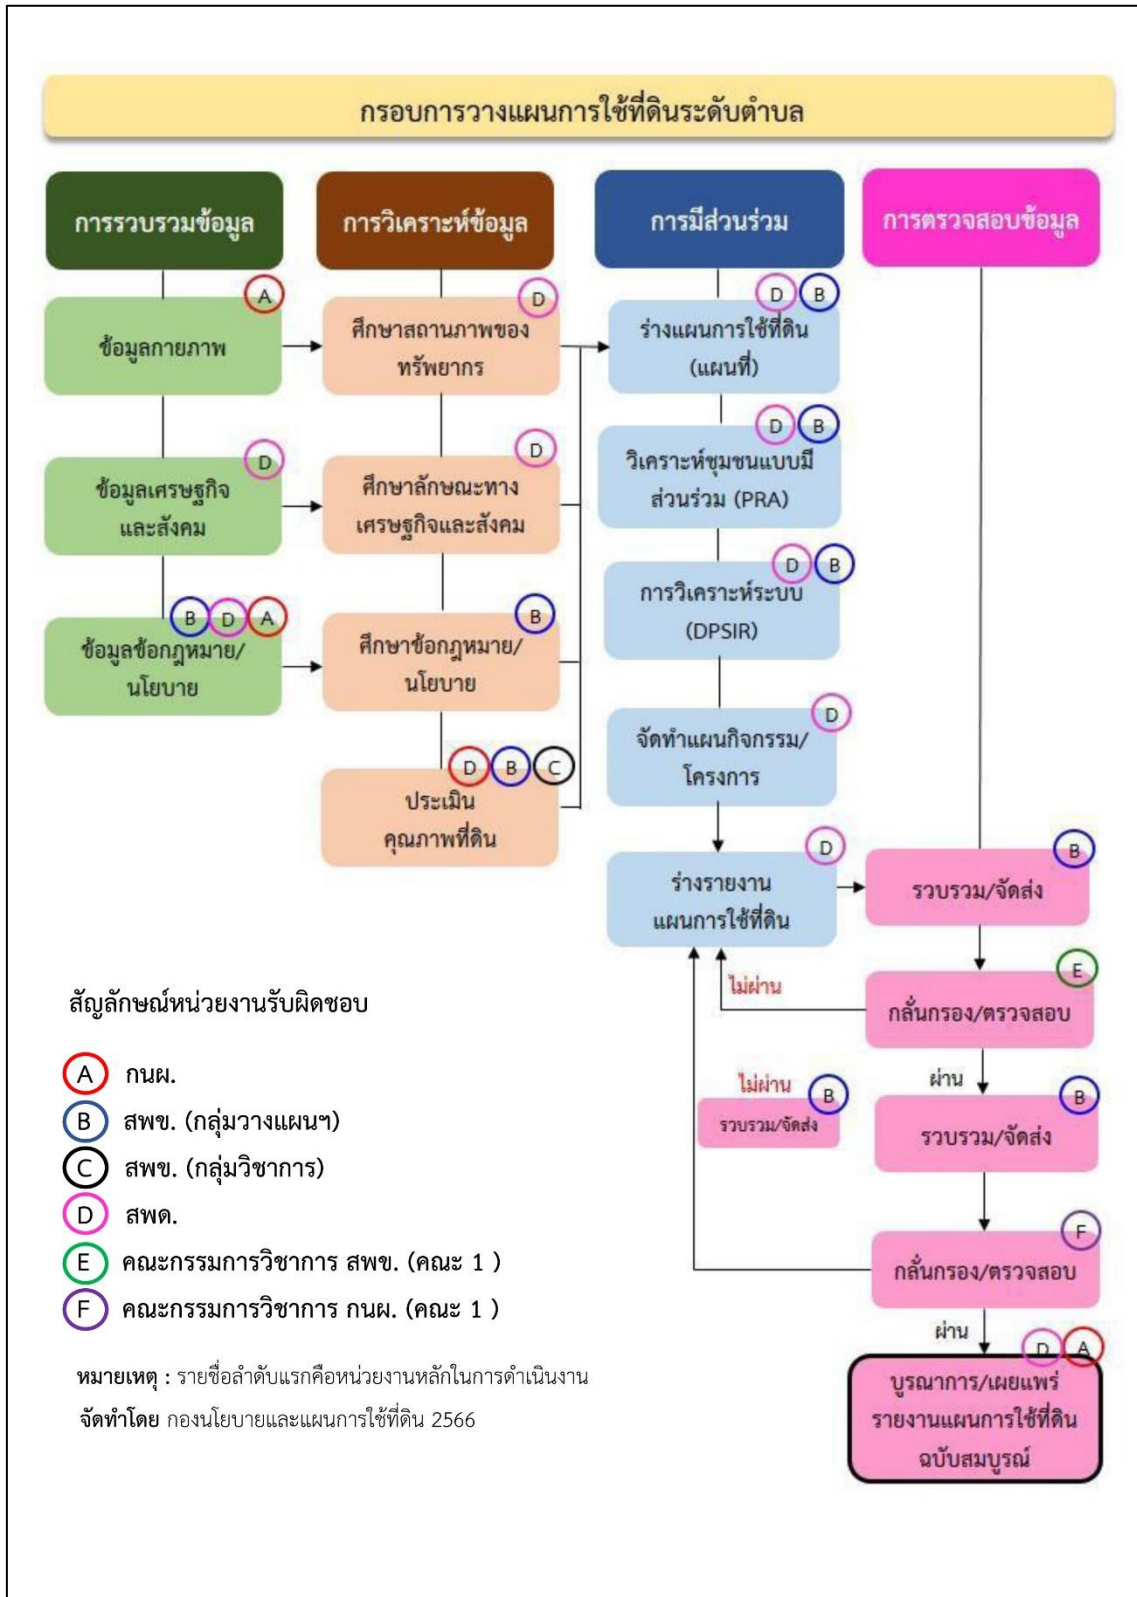 กรอบการวางแผนการใช้ที่ดินระดับตำบล
การรวบรวมข้อมูล
A
ข้อมูลกายภาพ
D
ข้อมูลเศรษฐกิจ
และสังคม
B D A
ข้อมูลข้อกฎหมาย/
นโยบาย
การวิเคราะห์ข้อมูล
D
ศึกษาสถานภาพของ
ทรัพยากร
D
ศึกษาลักษณะทาง
เศรษฐกิจและสังคม
B
ศึกษาข้อกฎหมาย/
นโยบาย
D B C
ประเมิน
คุณภาพที่ดิน
การมีส่วนร่วม
D B
ร่างแผนการใช้ที่ดิน
(แผนที่)
D B
วิเคราะห์ชุมชนแบบมี
ส่วนร่วม (PRA)
D B
การวิเคราะห์ระบบ
(DPSIR)
D
จัดทำแผนกิจกรรม/
โครงการ
D
ร่างรายงาน
แผนการใช้ที่ดิน
การตรวจสอบข้อมูล
B
รวบรวม/จัดส่ง
E
กลั่นกรอง/ตรวจสอบ
ไม่ผ่าน
ผ่าน
B
รวบรวม/จัดส่ง
ไม่ผ่าน
B
รวบรวม/จัดส่ง
F
กลั่นกรอง/ตรวจสอบ
ผ่าน
D A
บูรณาการ/เผยแพร่
รายงานแผนการใช้ที่ดิน
ฉบับสมบูรณ์
สัญลักษณ์หน่วยงานรับผิดชอบ
A กนผ.
B สพข. (กลุ่มวางแผนฯ)
C สพข. (กลุ่มวิชาการ)
D สพด.
E คณะกรรมการวิชาการ สพข. (คณะ 1 )
F คณะกรรมการวิชาการ กนผ. (คณะ 1 )
หมายเหตุ : รายชื่อลำดับแรกคือหน่วยงานหลักในการดำเนินงาน
จัดทำโดย กองนโยบายและแผนการใช้ที่ดิน 2566